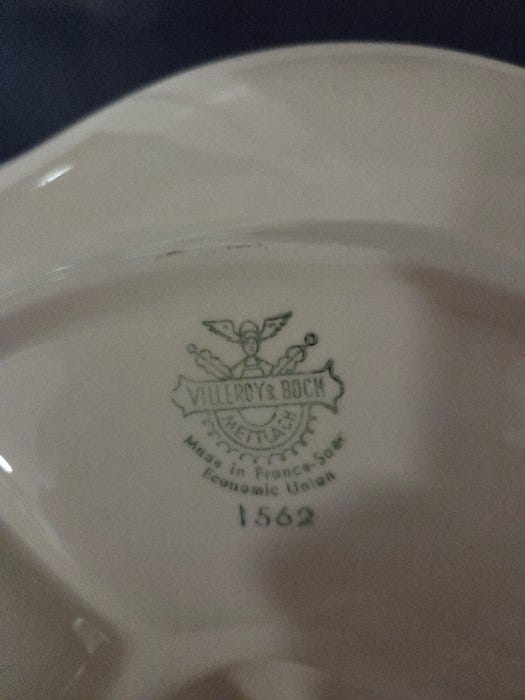 VILLEROY & BOCH
METTLACH
Made in France-Saar
Economic Union
1562